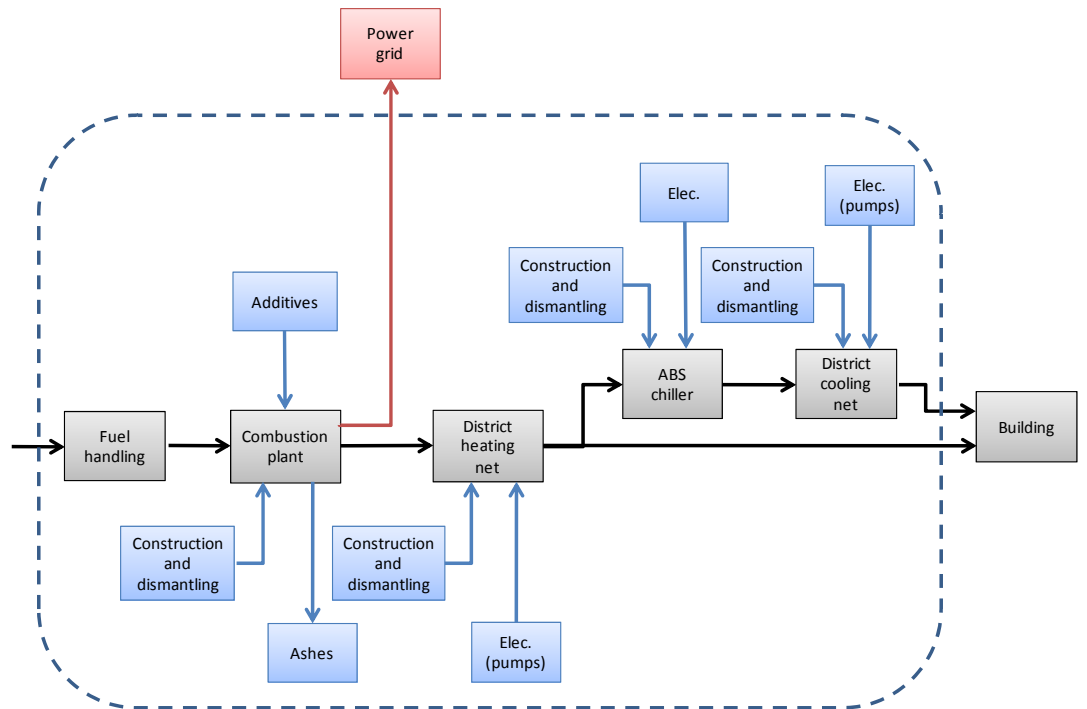 Power
grid
Elec.
Elec.
(pumps)
Construction
and
dismantling
Construction
and
dismantling
Additives
ABS
chiller
District
cooling
net
Fuel
handling
Combustion
plant
District
heating
net
Building
Construction
and
dismantling
Construction
and
dismantling
Ashes
Elec.
(pumps)